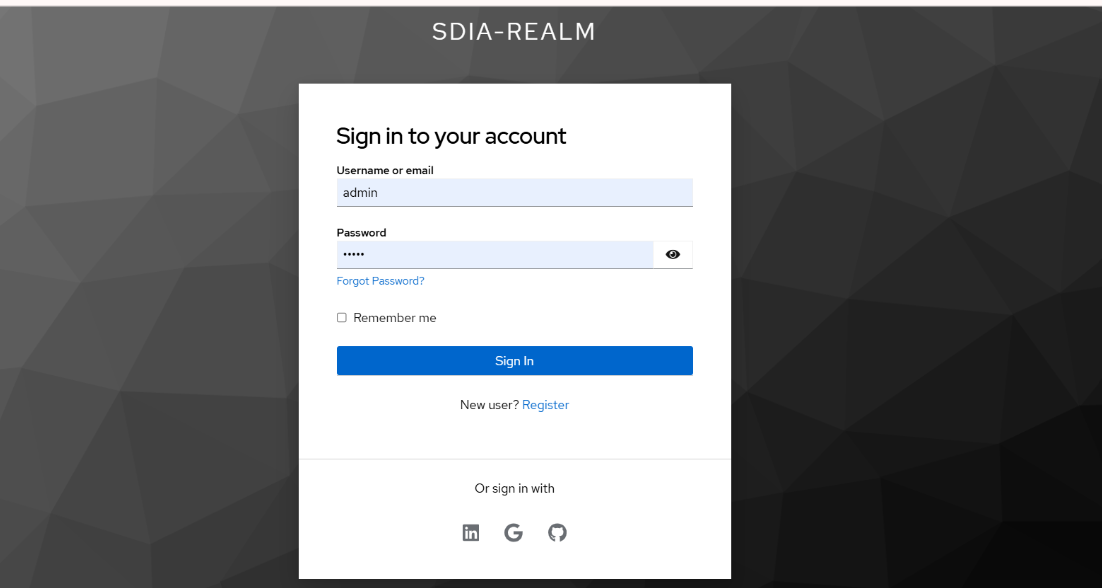 SDIA-REALM
Sign in to your account
Username or email
admin
Password
•••••
Forgot Password?
Remember me
Sign In
New user? Register
Or sign in with